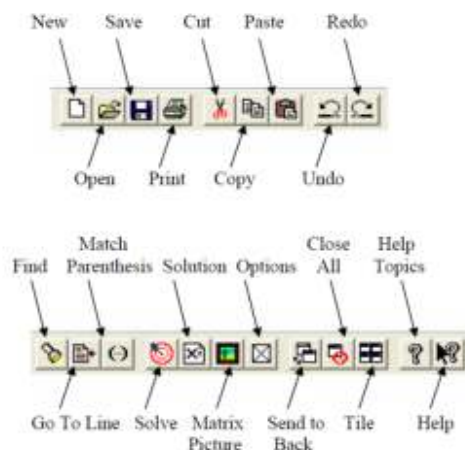 New Save Cut Paste Redo
Open Print Copy Undo
Match Close Help
Find Parenthesis Solution Options All Topics
Go To Line Solve Matrix Send to Tile Help
Picture Back